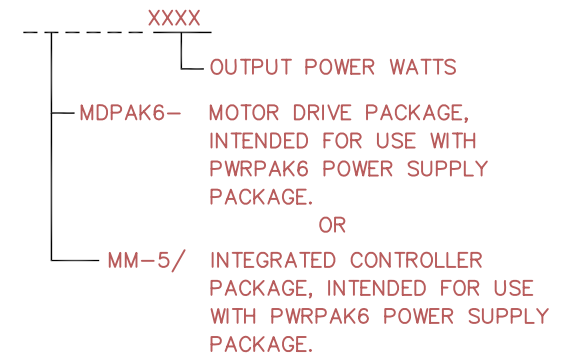 XXXX
OUTPUT POWER WATTS
MDPAK6- MOTOR DRIVE PACKAGE,
INTENDED FOR USE WITH
PWRPAK6 POWER SUPPLY
PACKAGE.
OR
MM-5/ INTEGRATED CONTROLLER
PACKAGE, INTENDED FOR USE
WITH PWRPAK6 POWER SUPPLY
PACKAGE.